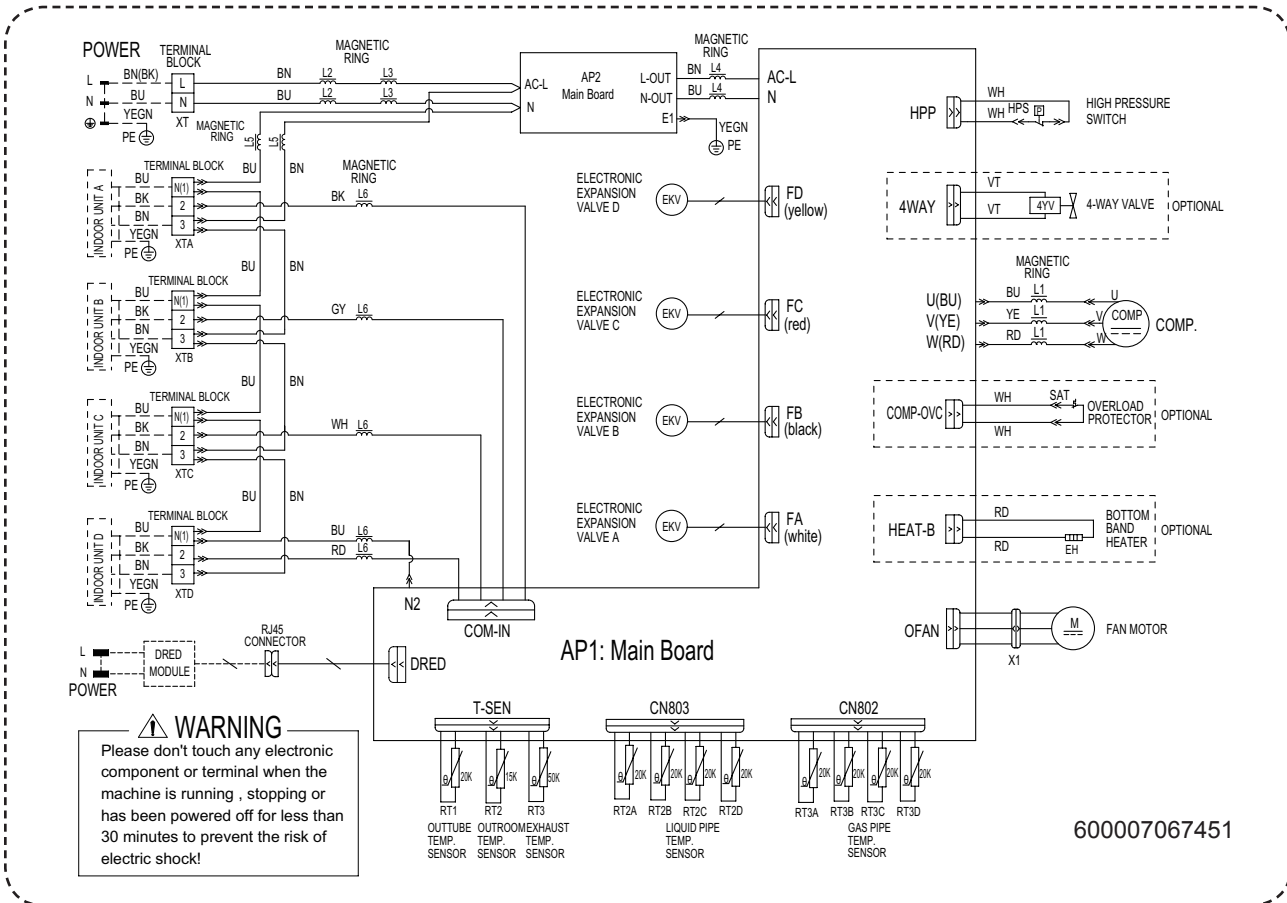 POWER
TERMINAL
BLOCK
L
BN(BK)
L
N
BU
N
YEGN
PE
XT
BN
L2
L3
BU
L2
L3
MAGNETIC
RING
AC-L
N
AP2
Main Board
L-OUT
N-OUT
E1
BN
L4
BU
L4
YEGN
PE
MAGNETIC
RING
AC-L
N
MAGNETIC
RING
L5
L5
BU
BN
INDOOR UNIT A
TERMINAL BLOCK
BU
N(1)
BK
2
BN
3
YEGN
PE
XTA
MAGNETIC
RING
BK
L6
BU
BN
INDOOR UNIT B
TERMINAL BLOCK
BU
N(1)
BK
2
BN
3
YEGN
PE
XTB
GY
L6
BU
BN
INDOOR UNIT C
TERMINAL BLOCK
BU
N(1)
BK
2
BN
3
YEGN
PE
XTC
WH
L6
BU
BN
INDOOR UNIT D
TERMINAL BLOCK
BU
N(1)
BK
2
BN
3
YEGN
PE
XTD
BU
L6
RD
L6
N2
COM-IN
ELECTRONIC
EXPANSION
VALVE D
EKV
FD
(yellow)
ELECTRONIC
EXPANSION
VALVE C
EKV
FC
(red)
ELECTRONIC
EXPANSION
VALVE B
EKV
FB
(black)
ELECTRONIC
EXPANSION
VALVE A
EKV
FA
(white)
HPP
WH
WH
HPS
P
HIGH PRESSURE
SWITCH
4WAY
VT
VT
4YV
4-WAY VALVE
OPTIONAL
MAGNETIC
RING
U(BU)
BU
L1
U
V(YE)
YE
L1
V
W(RD)
RD
L1
W
COMP
COMP.
COMP-OVC
WH
SAT
WH
OVERLOAD
PROTECTOR
OPTIONAL
HEAT-B
RD
RD
EH
BOTTOM
BAND
HEATER
OPTIONAL
OFAN
X1
M
FAN MOTOR
L
N
POWER
DRED
MODULE
RJ45
CONNECTOR
DRED
AP1: Main Board
T-SEN
θ
20K
θ
15K
θ
50K
RT1
RT2
RT3
OUTTUBE
TEMP.
SENSOR
OUTROOM
TEMP.
SENSOR
EXHAUST
TEMP.
SENSOR
CN803
θ
20K
θ
20K
θ
20K
θ
20K
RT2A
RT2B
RT2C
RT2D
LIQUID PIPE
TEMP.
SENSOR
CN802
θ
20K
θ
20K
θ
20K
θ
20K
RT3A
RT3B
RT3C
RT3D
GAS PIPE
TEMP.
SENSOR
WARNING
Please don't touch any electronic
component or terminal when the
machine is running , stopping or
has been powered off for less than
30 minutes to prevent the risk of
electric shock!
600007067451